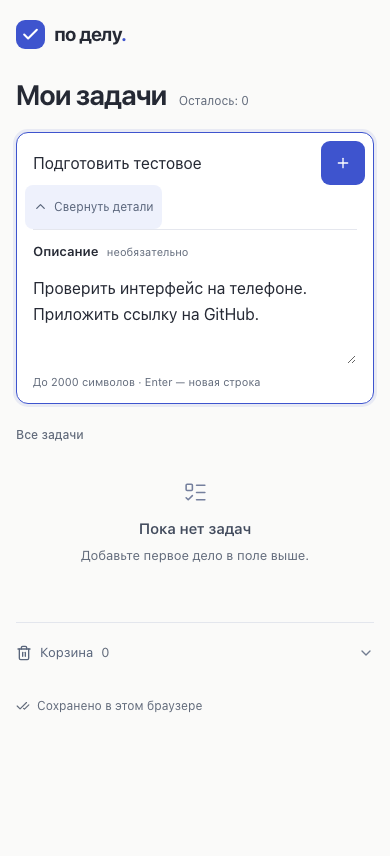 по делу.
Мои задачи Осталось: 0
Подготовить тестовое
+
Свернуть детали
Описание необязательно
Проверить интерфейс на телефоне.
Приложить ссылку на GitHub.
До 2000 символов · Enter — новая строка
Все задачи
Пока нет задач
Добавьте первое дело в поле выше.
Корзина 0
Сохранено в этом браузере